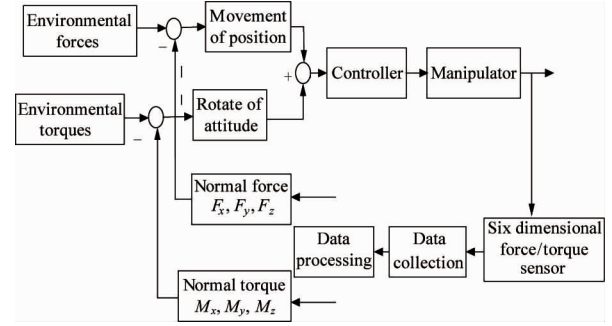 Environmental
forces
Movement
of position
−
+
Controller
Manipulator
Environmental
torques
Rotate of
attitude
−
Normal force
Fx, Fy, Fz
Six dimensional
force/torque
sensor
Data
collection
Data
processing
Normal torque
Mx, My, Mz